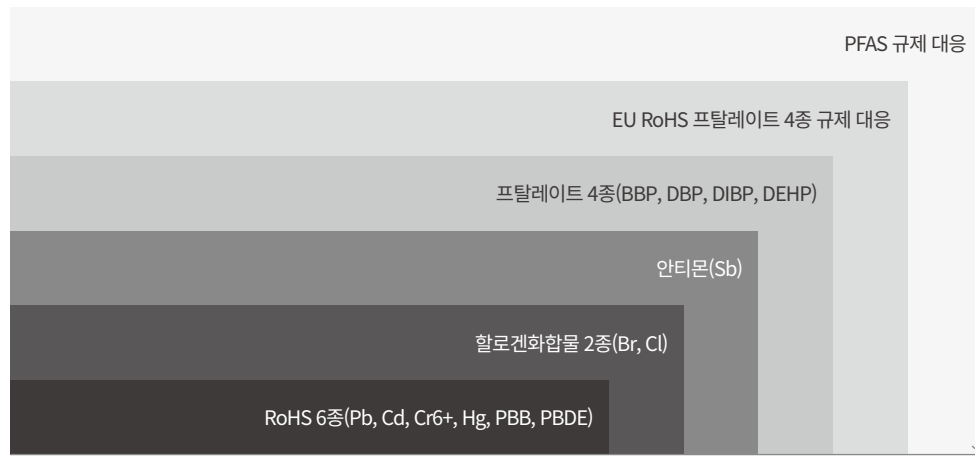 PFAS 규제 대응
EU RoHS 프탈레이트 4종 규제 대응
프탈레이트 4종(BBP, DBP, DIBP, DEHP)
안티몬(Sb)
할로겐화합물 2종(Br, Cl)
RoHS 6종(Pb, Cd, Cr6+, Hg, PBB, PBDE)